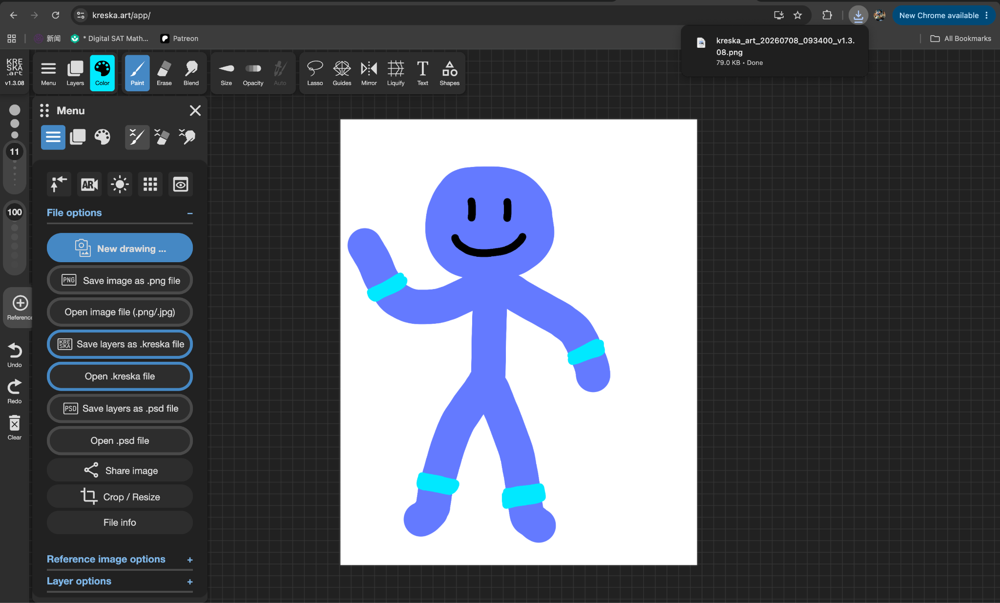 kreska.art/app/
New Chrome available
新闻
* Digital SAT Math...
Patreon
All Bookmarks
kreska_art_20260708_093400_v1.3.
08.png
79.0 KB • Done
KRE
SKA
.art
v1.3.08
Menu
Layers
Color
Paint
Erase
Blend
Size
Opacity
Auto
Lasso
Guides
Mirror
Liquify
Text
Shapes
11
100
Reference
Undo
Redo
Clear
Menu
AR
File options
New drawing ...
PNG Save image as .png file
Open image file (.png/.jpg)
KRE
SKA
Save layers as .kreska file
Open .kreska file
PSD Save layers as .psd file
Open .psd file
Share image
Crop / Resize
File info
Reference image options
Layer options